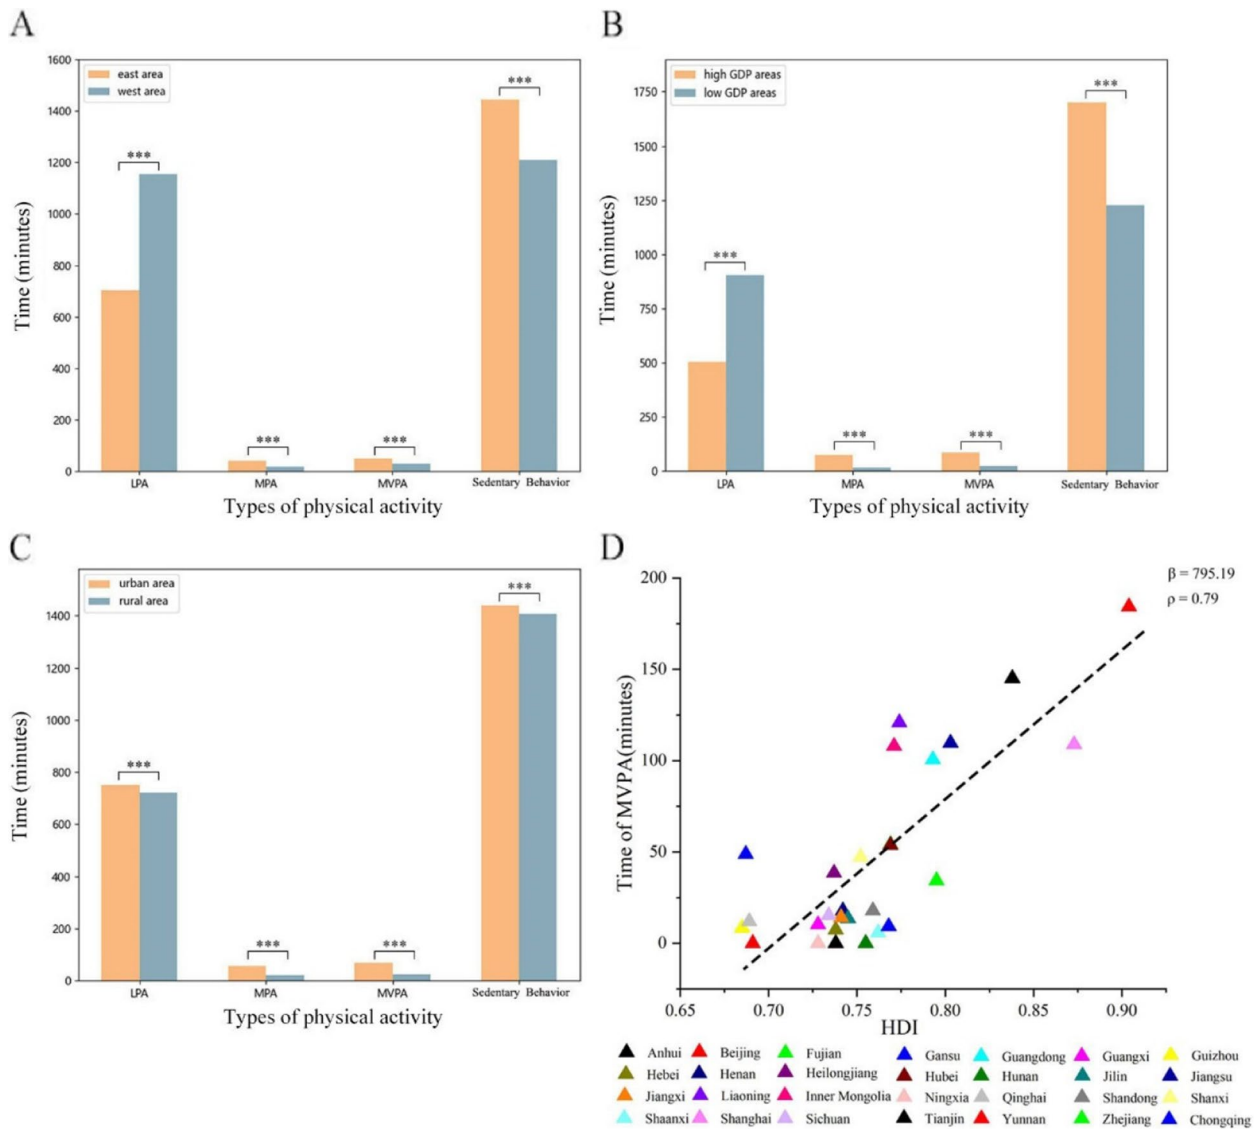 A
1600
1400
1200
1000
800
600
400
200
0
Time (minutes)
east area
west area
***
***
***
***
LPA
MPA
MVPA
Sedentary Behavior
Types of physical activity
B
1750
1500
1250
1000
750
500
250
0
Time (minutes)
high GDP areas
low GDP areas
***
***
***
***
LPA
MPA
MVPA
Sedentary Behavior
Types of physical activity
C
1400
1200
1000
800
600
400
200
0
Time (minutes)
urban area
rural area
***
***
***
***
LPA
MPA
MVPA
Sedentary Behavior
Types of physical activity
D
β = 795.19
ρ = 0.79
200
150
100
50
0
Time of MVPA(minutes)
0.65
0.70
0.75
0.80
0.85
0.90
HDI
Anhui Beijing Fujian Gansu Guangdong Guangxi Guizhou
Hebei Henan Heilongjiang Hubei Hunan Jilin Jiangsu
Jiangxi Liaoning Inner Mongolia Ningxia Qinghai Shandong Shanxi
Shaanxi Shanghai Sichuan Tianjin Yunnan Zhejiang Chongqing